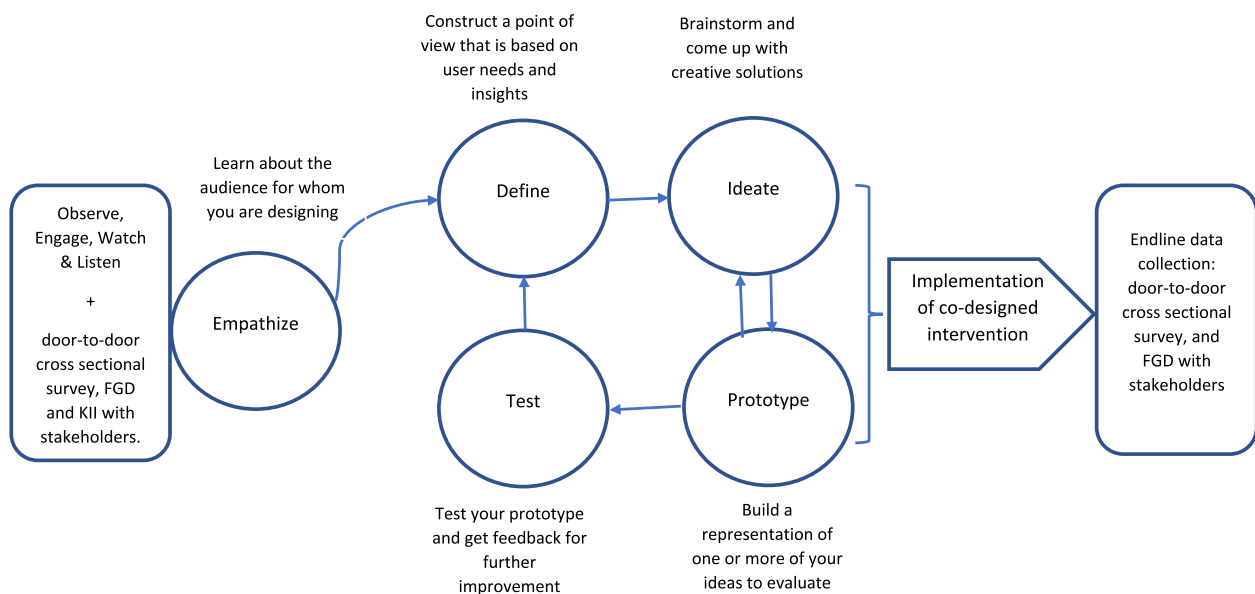 Observe,
Engage, Watch
& Listen
+
door-to-door
cross sectional
survey, FGD
and KII with
stakeholders.
Learn about the
audience for whom
you are designing
Empathize
Construct a point of
view that is based on
user needs and
insights
Define
Brainstorm and
come up with
creative solutions
Ideate
Test
Test your prototype
and get feedback for
further
improvement
Prototype
Build a
representation of
one or more of your
ideas to evaluate
Implementation
of co-designed
intervention
Endline data
collection:
door-to-door
cross sectional
survey, and
FGD with
stakeholders